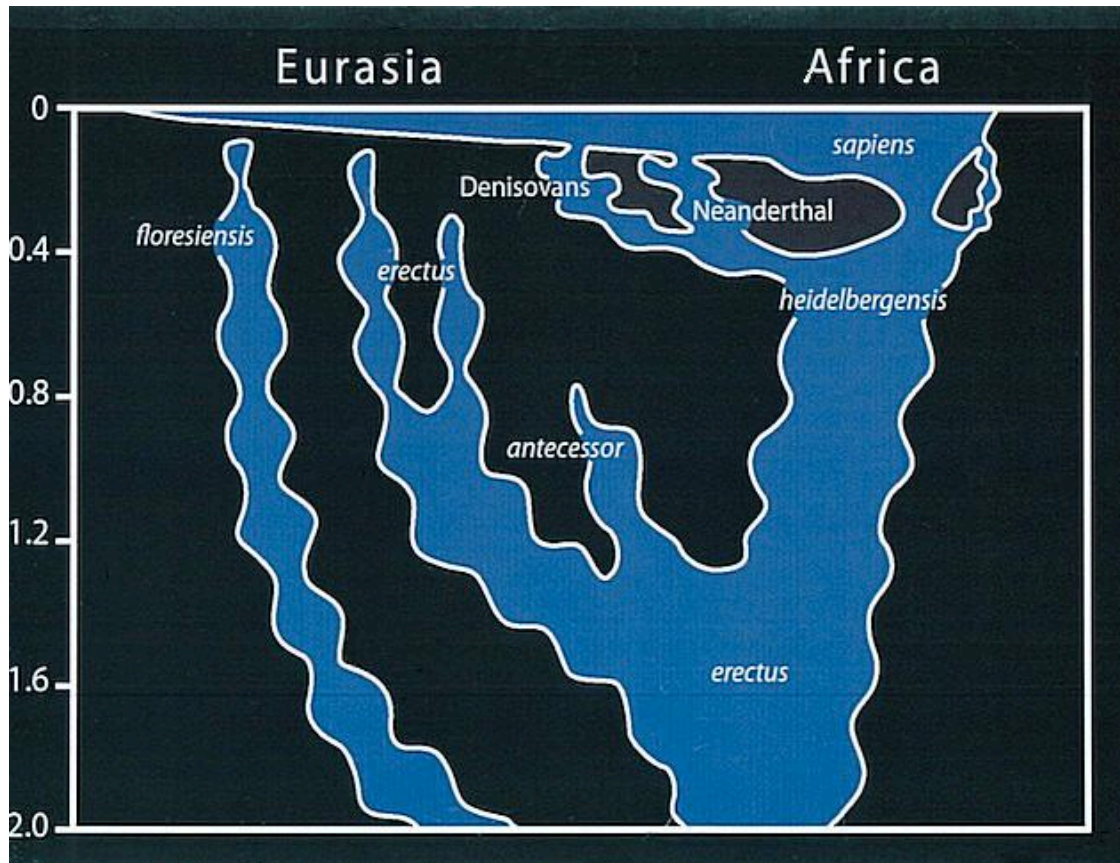 Eurasia
Africa
0
sapiens
Denisovans
Neanderthal
floresiensis
0.4
erectus
heidelbergensis
0.8
antecessor
1.2
erectus
1.6
2.0